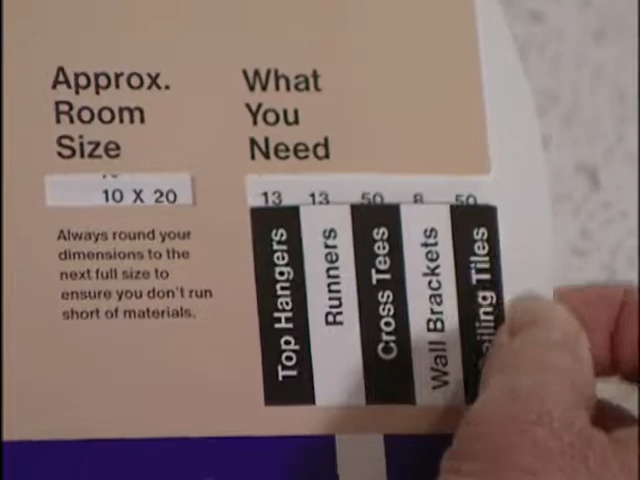 Approx.
Room
Size
What
You
Need
10 X 20
13 13 50 8 50
Always round your
dimensions to the
next full size to
ensure you don't run
short of materials.
Top Hangers
Runners
Cross Tees
Wall Brackets
Tiles